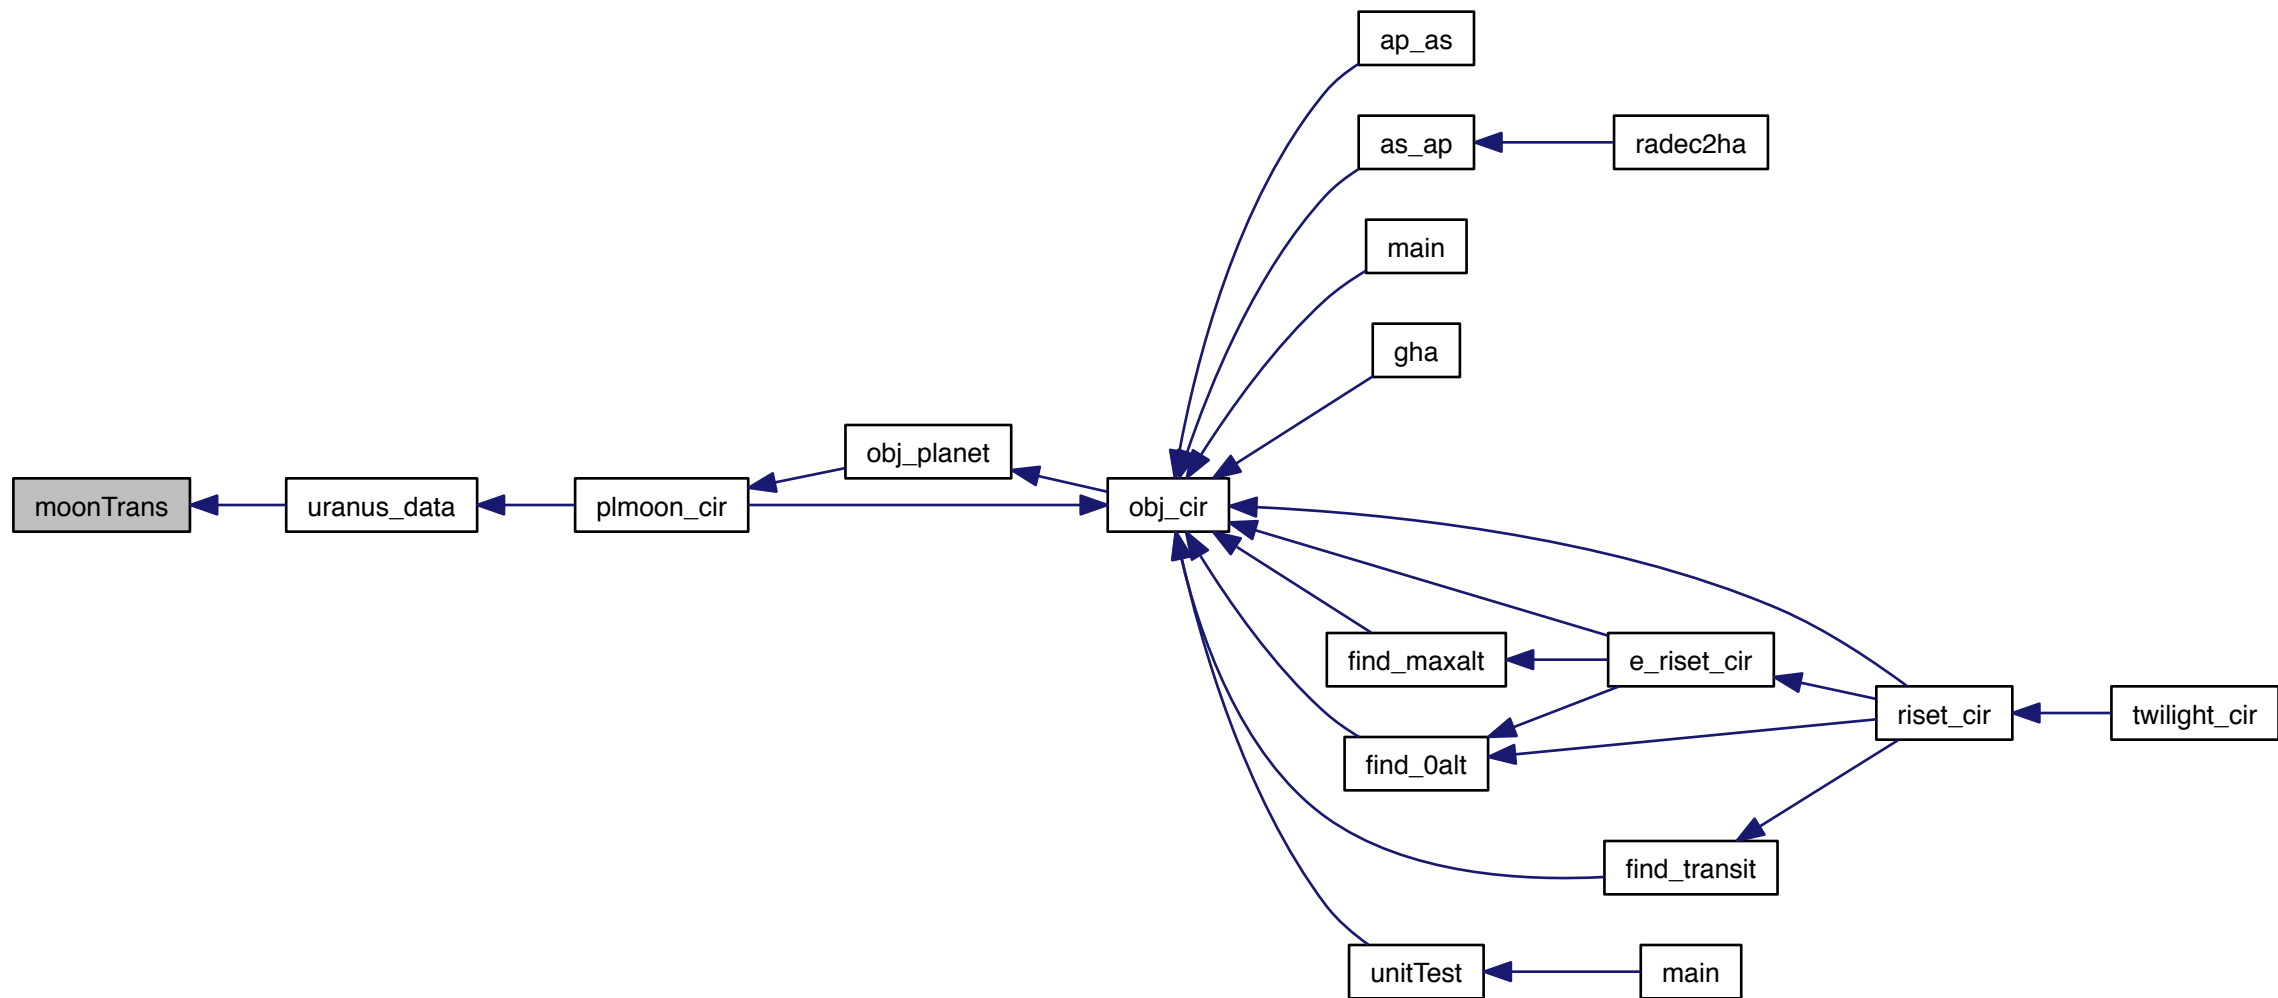 ap_as
as_ap
radec2ha
main
gha
obj_planet
moonTrans
uranus_data
plmoon_cir
obj_cir
find_maxalt
e_riset_cir
riset_cir
twilight_cir
find_0alt
find_transit
unitTest
main